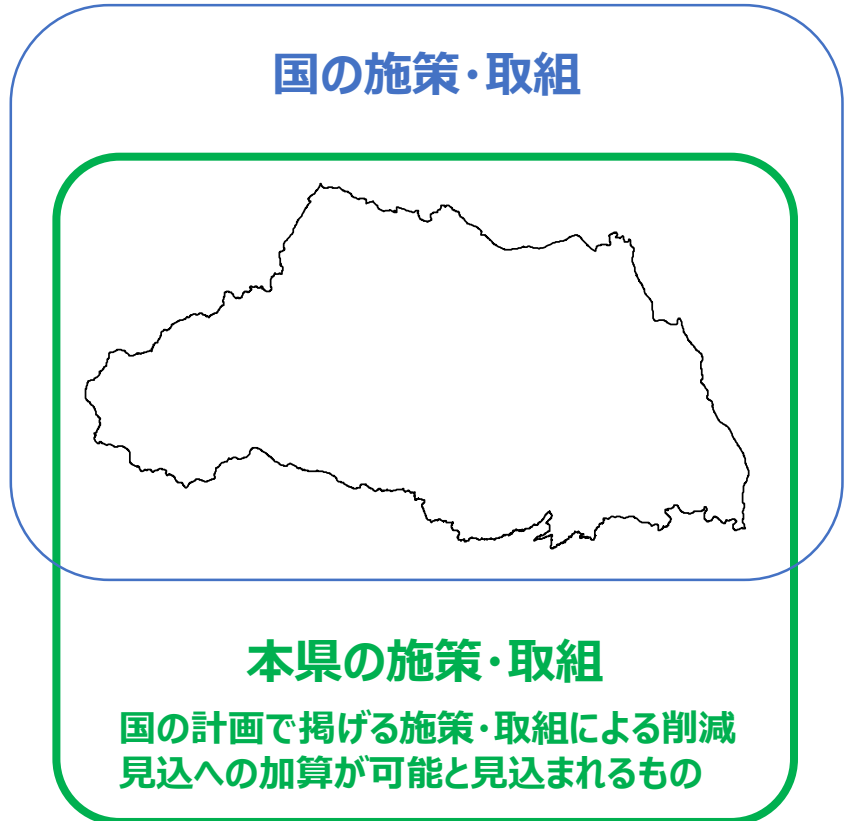 国の施策・取組
本県の施策・取組
国の計画で掲げる施策・取組による削減
見込への加算が可能と見込まれるもの